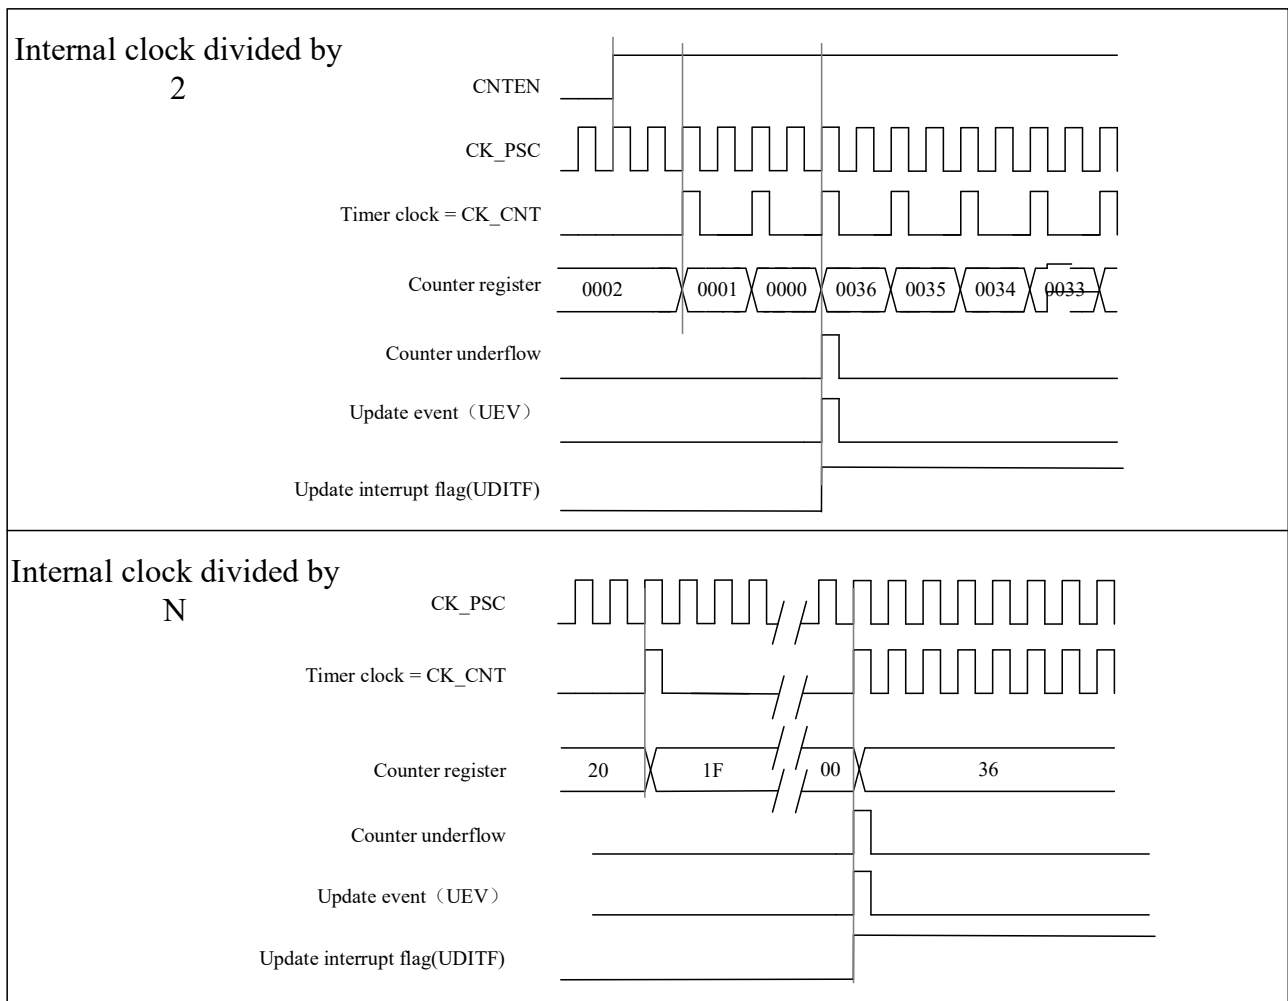 Internal clock divided by
2
CNTEN
CK_PSC
Timer clock = CK_CNT
Counter register
0002 0001 0000 0036 0035 0034 0033
Counter underflow
Update event（UEV）
Update interrupt flag(UDITF)
Internal clock divided by
N
CK_PSC
Timer clock = CK_CNT
Counter register
20 1F 00 36
Counter underflow
Update event（UEV）
Update interrupt flag(UDITF)